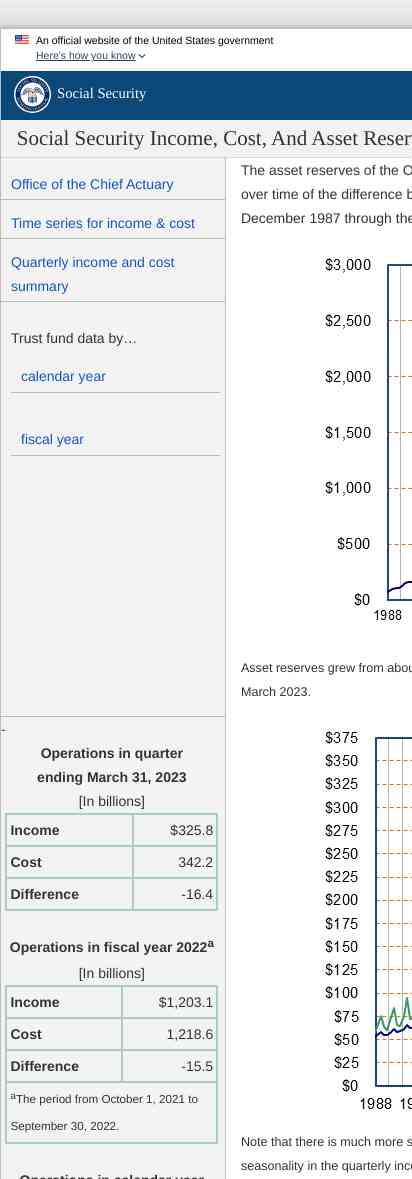 An official website of the United States government
Here's how you know
Social Security
Social Security Income, Cost, And Asset
Office of the Chief Actuary
Time series for income & cost
Quarterly income and cost
summary
Trust fund data by…
calendar year
fiscal year
-
Operations in quarter
ending March 31, 2023
[In billions]
Income $325.8
Cost 342.2
Difference -16.4
Operations in fiscal year 2022a
[In billions]
Income $1,203.1
Cost 1,218.6
Difference -15.5
aThe period from October 1, 2021 to
September 30, 2022.
The asset reserves of the
over time of the difference
December 1987 through the
$3,000
$2,500
$2,000
$1,500
$1,000
$500
$0
1988
Asset reserves grew from
March 2023.
$375
$350
$325
$300
$275
$250
$225
$200
$175
$150
$125
$100
$75
$50
$25
$0
1988
Note that there is much more
seasonality in the quarterly